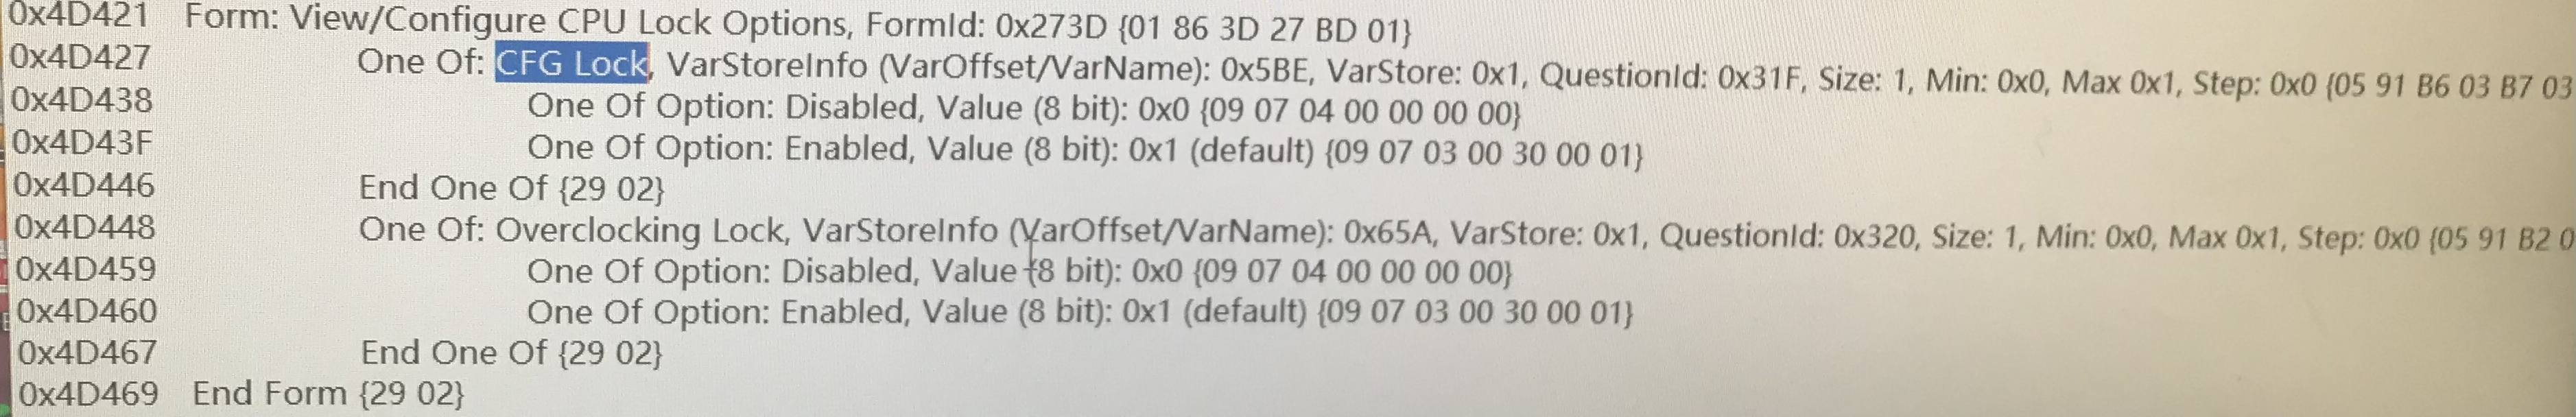 0x4D421 Form: View/Configure CPU Lock Options, FormId: 0x273D {01 86 3D 27 BD 01}
0x4D427 One Of: CFG Lock, VarStoreInfo (VarOffset/VarName): 0x5BE, VarStore: 0x1, QuestionId: 0x31F, Size: 1, Min: 0x0, Max 0x1, Step: 0x0 {05 91 B6 03 B7 03
0x4D438 One Of Option: Disabled, Value (8 bit): 0x0 {09 07 04 00 00 00 00}
0x4D43F One Of Option: Enabled, Value (8 bit): 0x1 (default) {09 07 03 00 30 00 01}
0x4D446 End One Of {29 02}
0x4D448 One Of: Overclocking Lock, VarStoreInfo (VarOffset/VarName): 0x65A, VarStore: 0x1, QuestionId: 0x320, Size: 1, Min: 0x0, Max 0x1, Step: 0x0 {05 91 B2 0
0x4D459 One Of Option: Disabled, Value (8 bit): 0x0 {09 07 04 00 00 00 00}
0x4D460 One Of Option: Enabled, Value (8 bit): 0x1 (default) {09 07 03 00 30 00 01}
0x4D467 End One Of {29 02}
0x4D469 End Form {29 02}